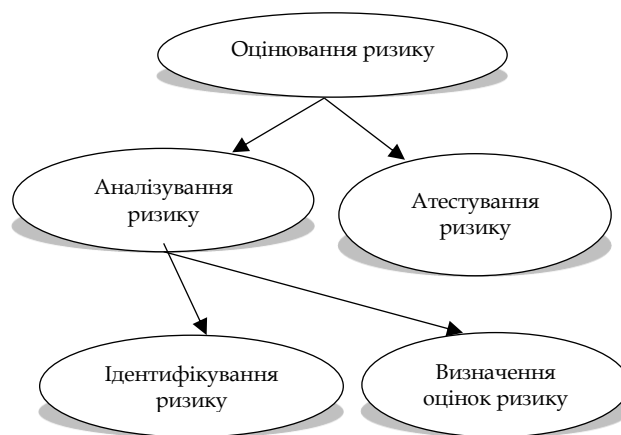 Оцінювання ризику
Аналізування
ризику
Атестування
ризику
Ідентифікування
ризику
Визначення
оцінок ризику